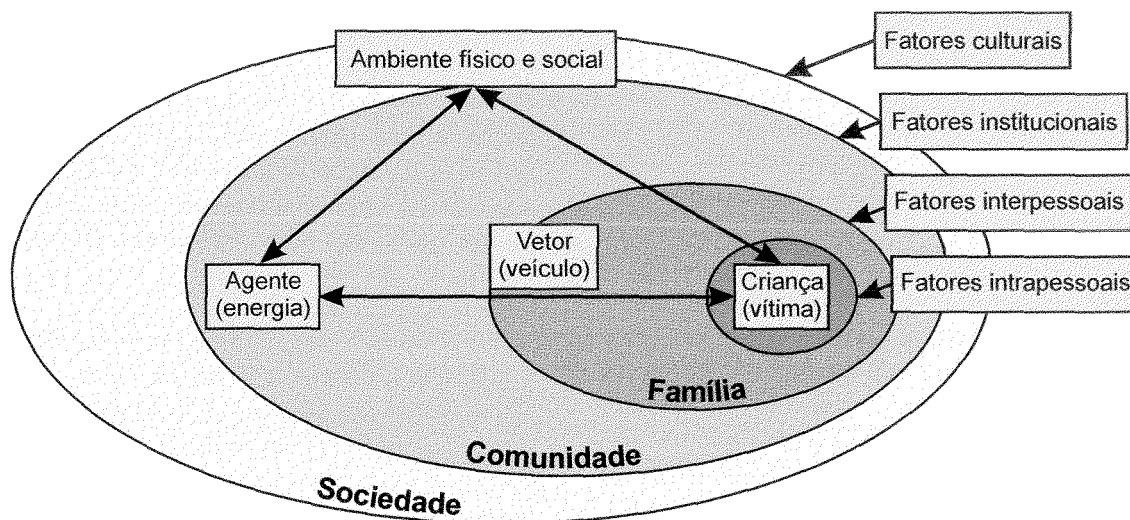 Fatores culturais
Ambiente físico e social
Fatores institucionais
Fatores interpessoais
Vetor
(veículo)
Agente
(energia)
Criança
(vítima)
Fatores intrapessoais
Família
Comunidade
Sociedade